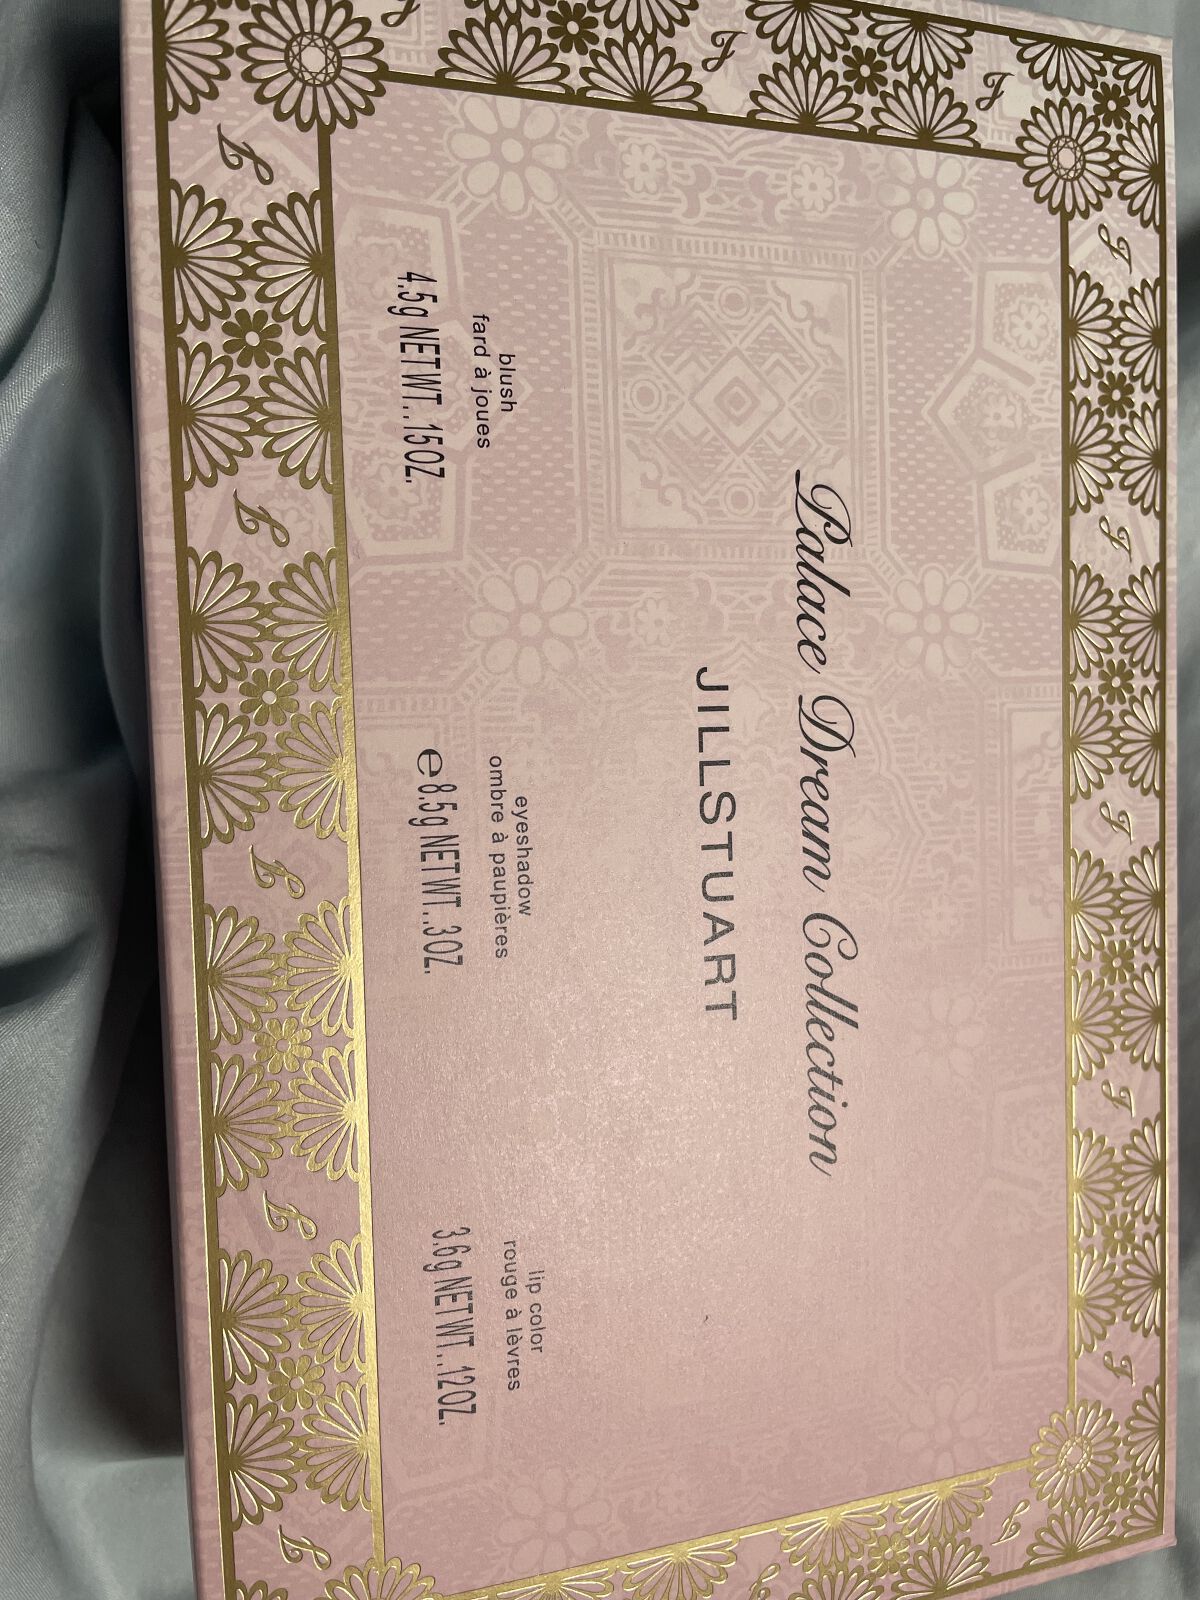 Palace Dream Collection
JILLSTUART
blush
fard à joues
4.5g NETWT. .15OZ.
eyeshadow
ombre à paupières
℮8.5g NETWT. .3OZ.
lip color
rouge à lèvres
3.6g NETWT. .12OZ.